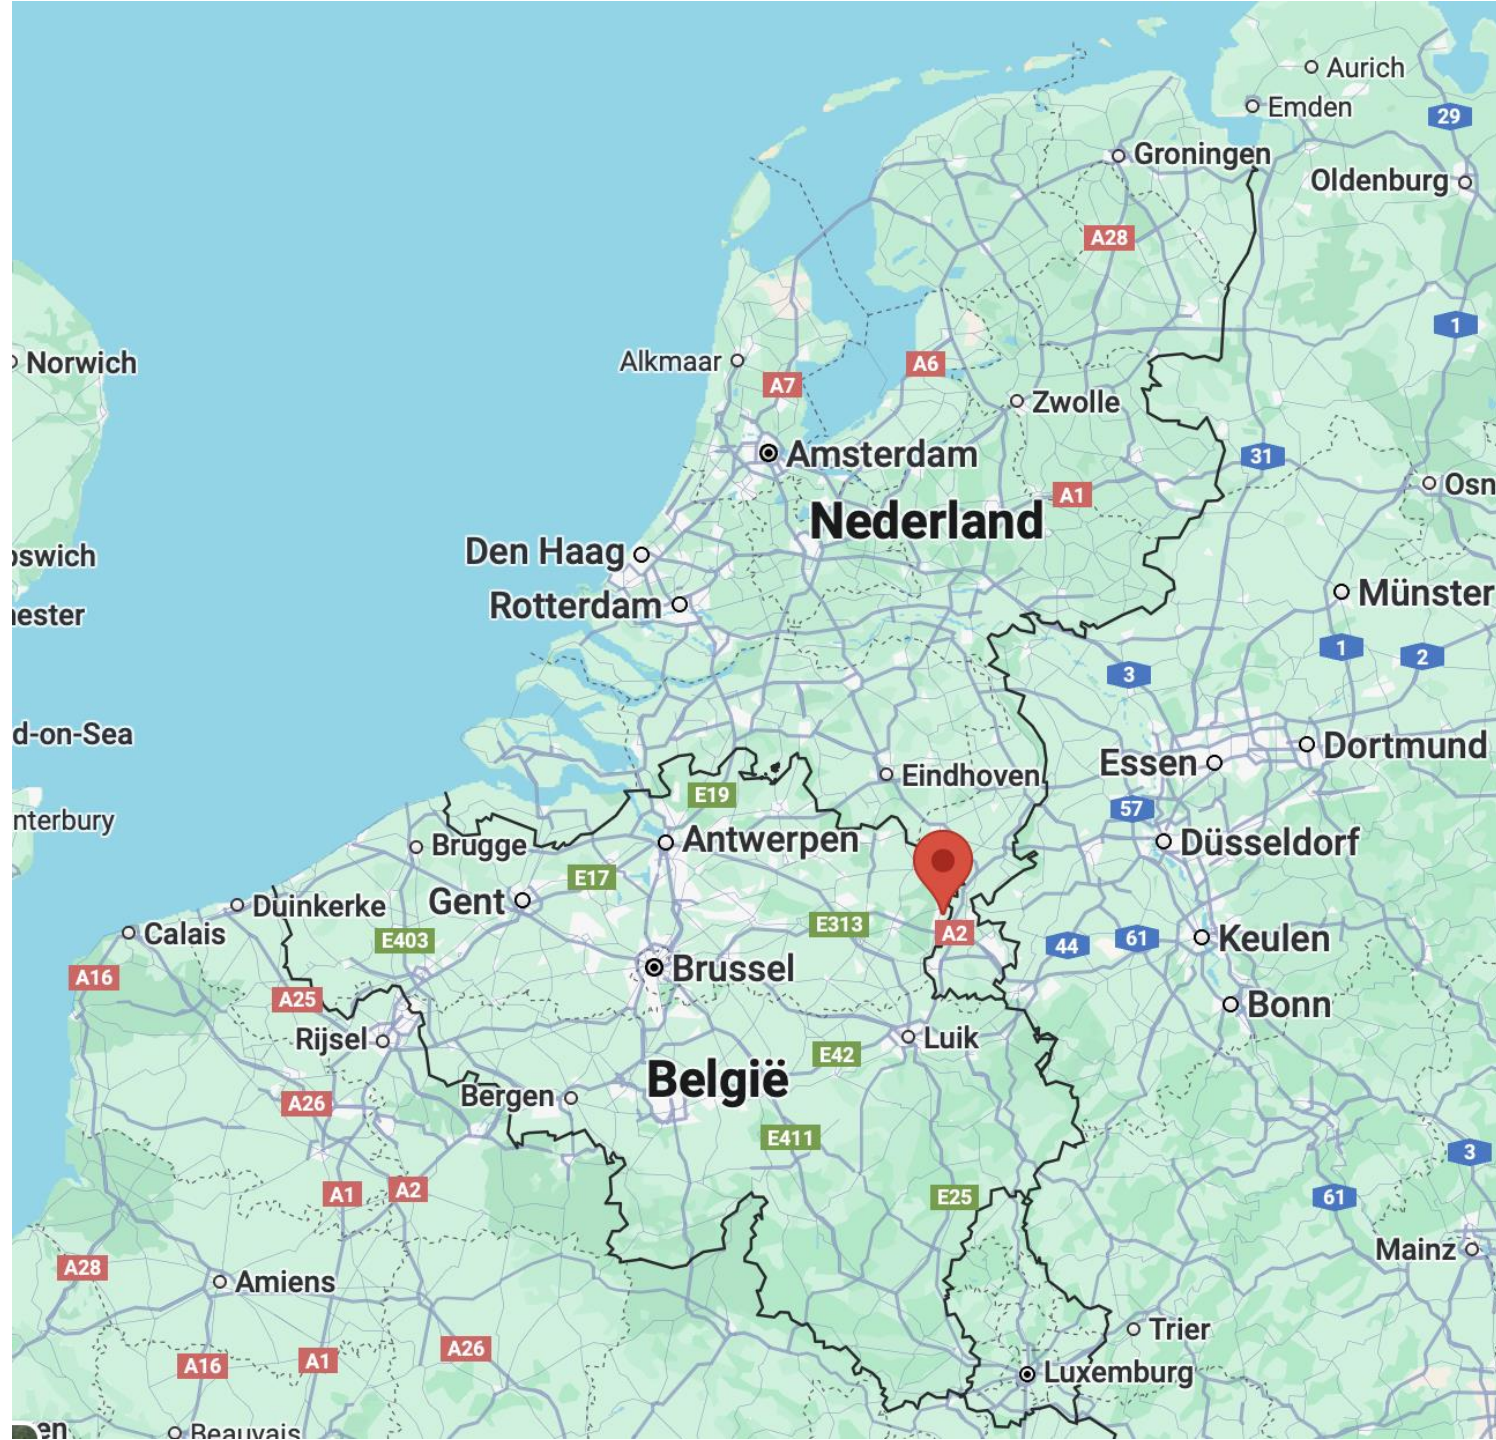 Aurich
Emden
29
Groningen
Oldenburg
A28
1
Norwich
Alkmaar
A6
A7
Zwolle
Amsterdam
31
Osn
A1
Nederland
Den Haag
pswich
Münster
Rotterdam
hester
1
2
3
d-on-Sea
Dortmund
Essen
Eindhoven
E19
57
nterbury
Antwerpen
Düsseldorf
Brugge
E17
Gent
Duinkerke
E313
Calais
A2
E403
44
61
Keulen
Brussel
A16
A25
Bonn
Rijsel
Luik
E42
België
Bergen
A26
E411
3
A1
A2
E25
61
Mainz
A28
Amiens
Trier
A26
A16
A1
Luxemburg
en
Beauvais